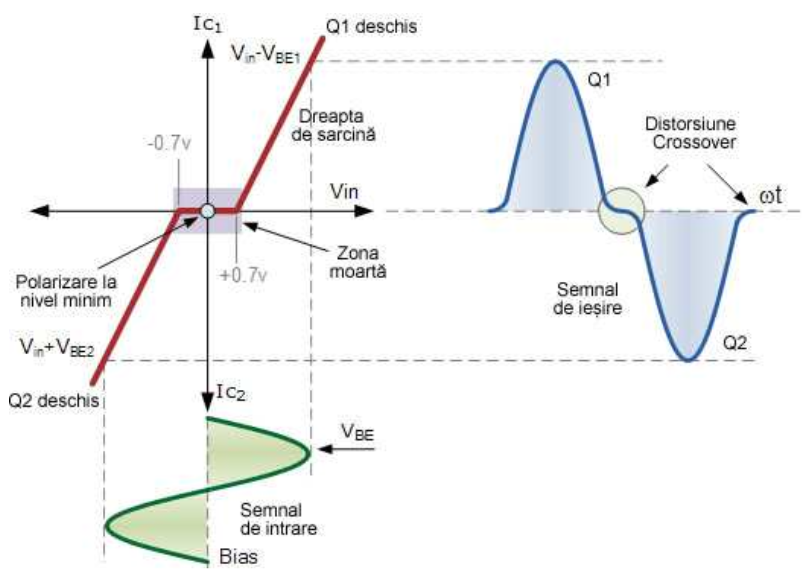 Ic₁
Q1 deschis
Vin-VBE1
Q1
Dreapta
de sarcină
Distorsiune
Crossover
-0.7v
Vin
ωt
Polarizare la
nivel minim
+0.7v
Zona
moartă
Semnal
de ieșire
Vin+VBE2
Q2
Q2 deschis
Ic₂
VBE
Semnal
de intrare
Bias